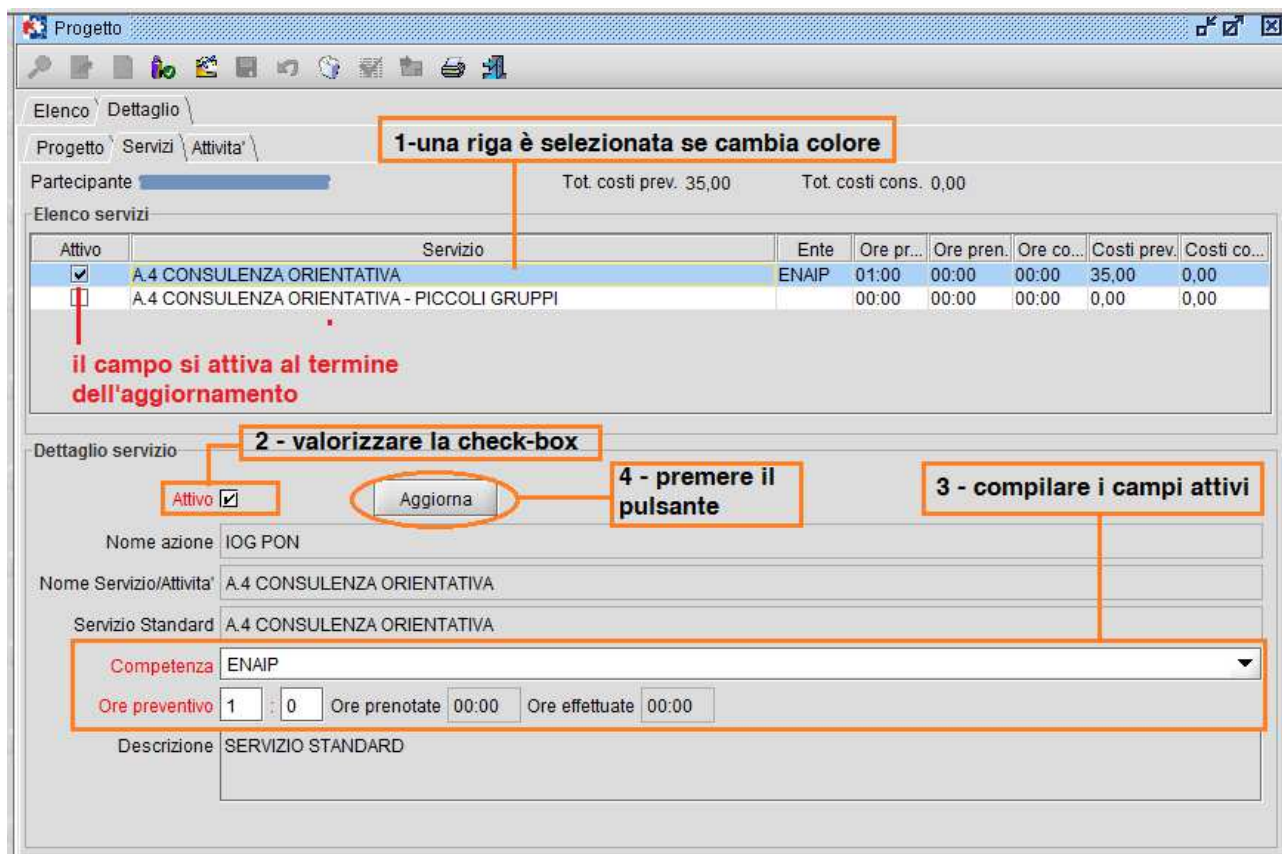 Progetto
Elenco Dettaglio
1-una riga è selezionata se cambia colore
Progetto Servizi Attivita'
Partecipante Tot. costi prev. 35,00 Tot. costi cons. 0,00
Elenco servizi
Attivo Servizio Ente Ore pr... Ore pren. Ore co... Costi prev. Costi co...
A.4 CONSULENZA ORIENTATIVA ENAIP 01:00 00:00 00:00 35,00 0,00
A.4 CONSULENZA ORIENTATIVA - PICCOLI GRUPPI 00:00 00:00 00:00 0,00 0,00
il campo si attiva al termine
dell'aggiornamento
2 - valorizzare la check-box
Dettaglio servizio
4 - premere il
pulsante
3 - compilare i campi attivi
Attivo Aggiorna
Nome azione IOG PON
Nome Servizio/Attivita' A.4 CONSULENZA ORIENTATIVA
Servizio Standard A.4 CONSULENZA ORIENTATIVA
Competenza ENAIP
Ore preventivo 1 : 0 Ore prenotate 00:00 Ore effettuate 00:00
Descrizione SERVIZIO STANDARD